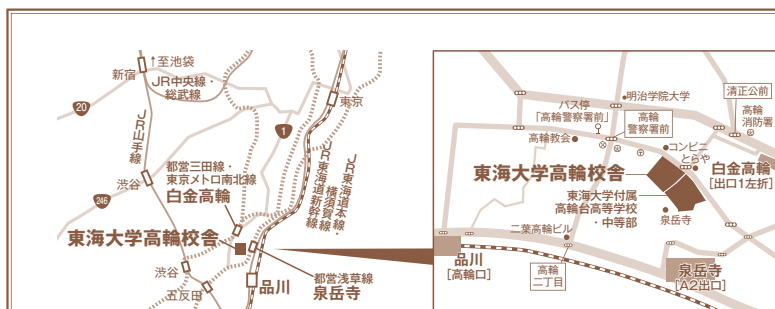 ↑至池袋
新宿
JR中央線・
総武線
20
JR山手線
1
東京
都営三田線・
東京メトロ南北線
白金高輪
渋谷
246
JR東海道本線・
横須賀線・
JR東海道新幹線
東海大学高輪校舎
渋谷
五反田
品川
都営浅草線
泉岳寺
明治学院大学
清正公前
バス停
「高輪警察署前」
高輪
警察署前
高輪
消防署
高輪教会
コンビニ
とらや
白金高輪
[出口1左折]
東海大学高輪校舎
東海大学付属
高輪台高等学校
・中等部
泉岳寺
二葉高輪ビル
品川
[高輪口]
高輪
二丁目
泉岳寺
[A2出口]